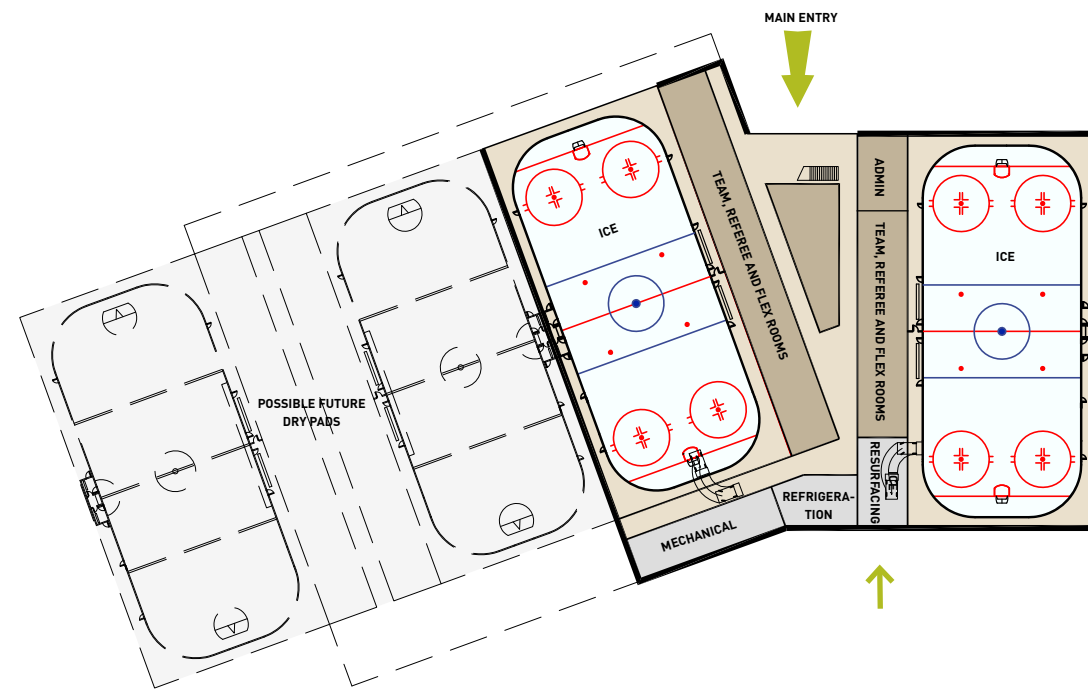 MAIN ENTRY
ADMIN
TEAM, REFEREE AND FLEX ROOMS
ICE
TEAM, REFEREE AND FLEX ROOMS
ICE
POSSIBLE FUTURE
DRY PADS
RESURFACING
REFRIGERA-
TION
MECHANICAL